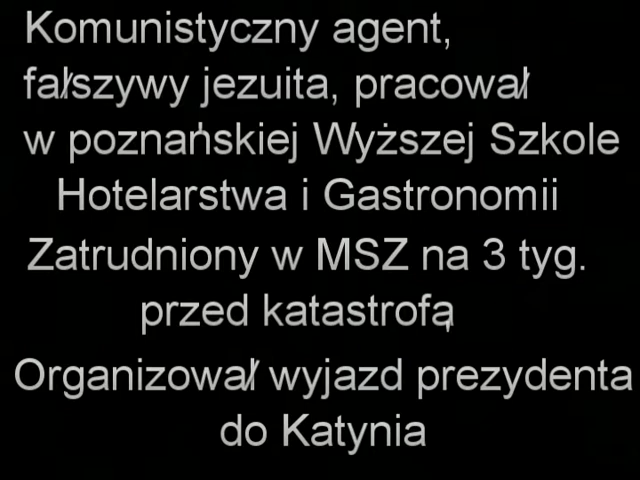 Komunistyczny agent,
fałszywy jezuita, pracował
w poznańskiej Wyższej Szkole
Hotelarstwa i Gastronomii
Zatrudniony w MSZ na 3 tyg.
przed katastrofą
Organizował wyjazd prezydenta
do Katynia